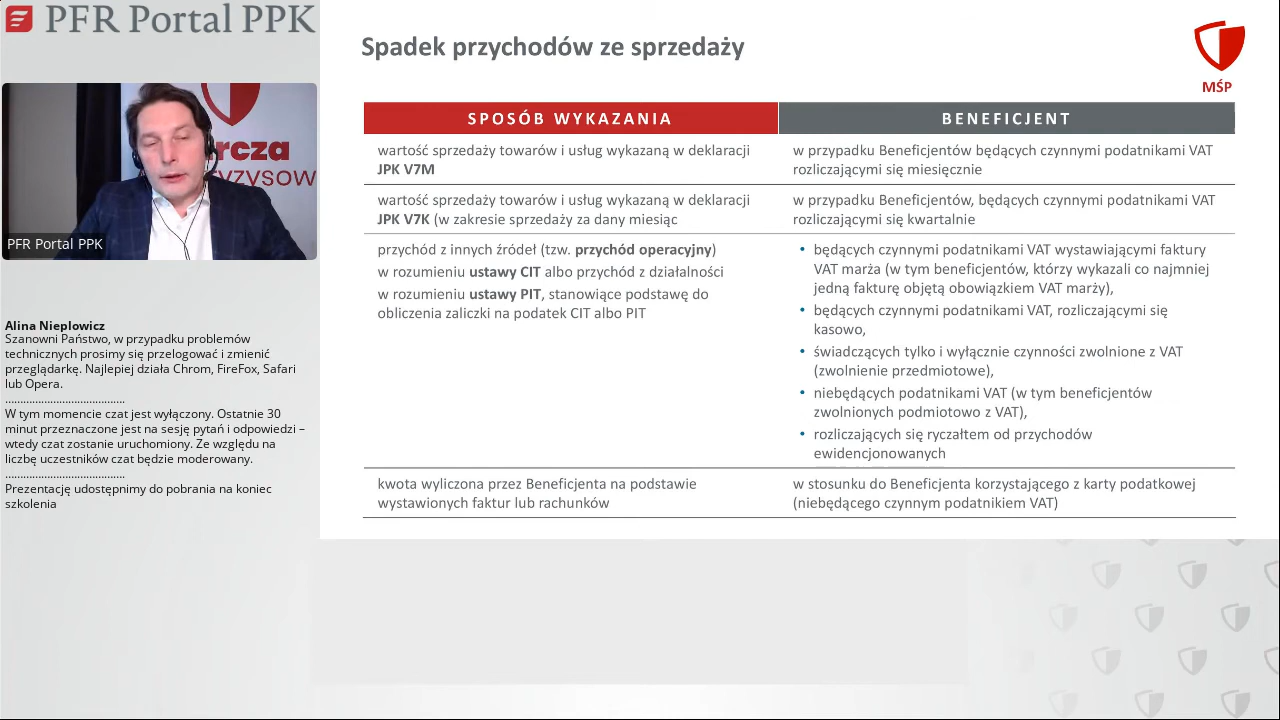 PFR Portal PPK
rcza
yzysow
PFR Portal PPK
Alina Nieplowicz
Szanowni Państwo, w przypadku problemów
technicznych prosimy się przelogować i zmienić
przeglądarkę. Najlepiej działa Chrom, FireFox, Safari
lub Opera.
........................................
W tym momencie czat jest wyłączony. Ostatnie 30
minut przeznaczone jest na sesję pytań i odpowiedzi –
wtedy czat zostanie uruchomiony. Ze względu na
liczbę uczestników czat będzie moderowany.
........................................
Prezentację udostępnimy do pobrania na koniec
szkolenia
Spadek przychodów ze sprzedaży
MŚP
SPOSÓB WYKAZANIA
BENEFICJENT
wartość sprzedaży towarów i usług wykazaną w deklaracji
JPK V7M
w przypadku Beneficjentów będących czynnymi podatnikami VAT
rozliczającymi się miesięcznie
wartość sprzedaży towarów i usług wykazaną w deklaracji
JPK V7K (w zakresie sprzedaży za dany miesiąc
w przypadku Beneficjentów, będących czynnymi podatnikami VAT
rozliczającymi się kwartalnie
przychód z innych źródeł (tzw. przychód operacyjny)
w rozumieniu ustawy CIT albo przychód z działalności
w rozumieniu ustawy PIT, stanowiące podstawę do
obliczenia zaliczki na podatek CIT albo PIT
• będących czynnymi podatnikami VAT wystawiającymi faktury
VAT marża (w tym beneficjentów, którzy wykazali co najmniej
jedną fakturę objętą obowiązkiem VAT marży),
• będących czynnymi podatnikami VAT, rozliczającymi się
kasowo,
• świadczących tylko i wyłącznie czynności zwolnione z VAT
(zwolnienie przedmiotowe),
• niebędących podatnikami VAT (w tym beneficjentów
zwolnionych podmiotowo z VAT),
• rozliczających się ryczałtem od przychodów
ewidencjonowanych
kwota wyliczona przez Beneficjenta na podstawie
wystawionych faktur lub rachunków
w stosunku do Beneficjenta korzystającego z karty podatkowej
(niebędącego czynnym podatnikiem VAT)